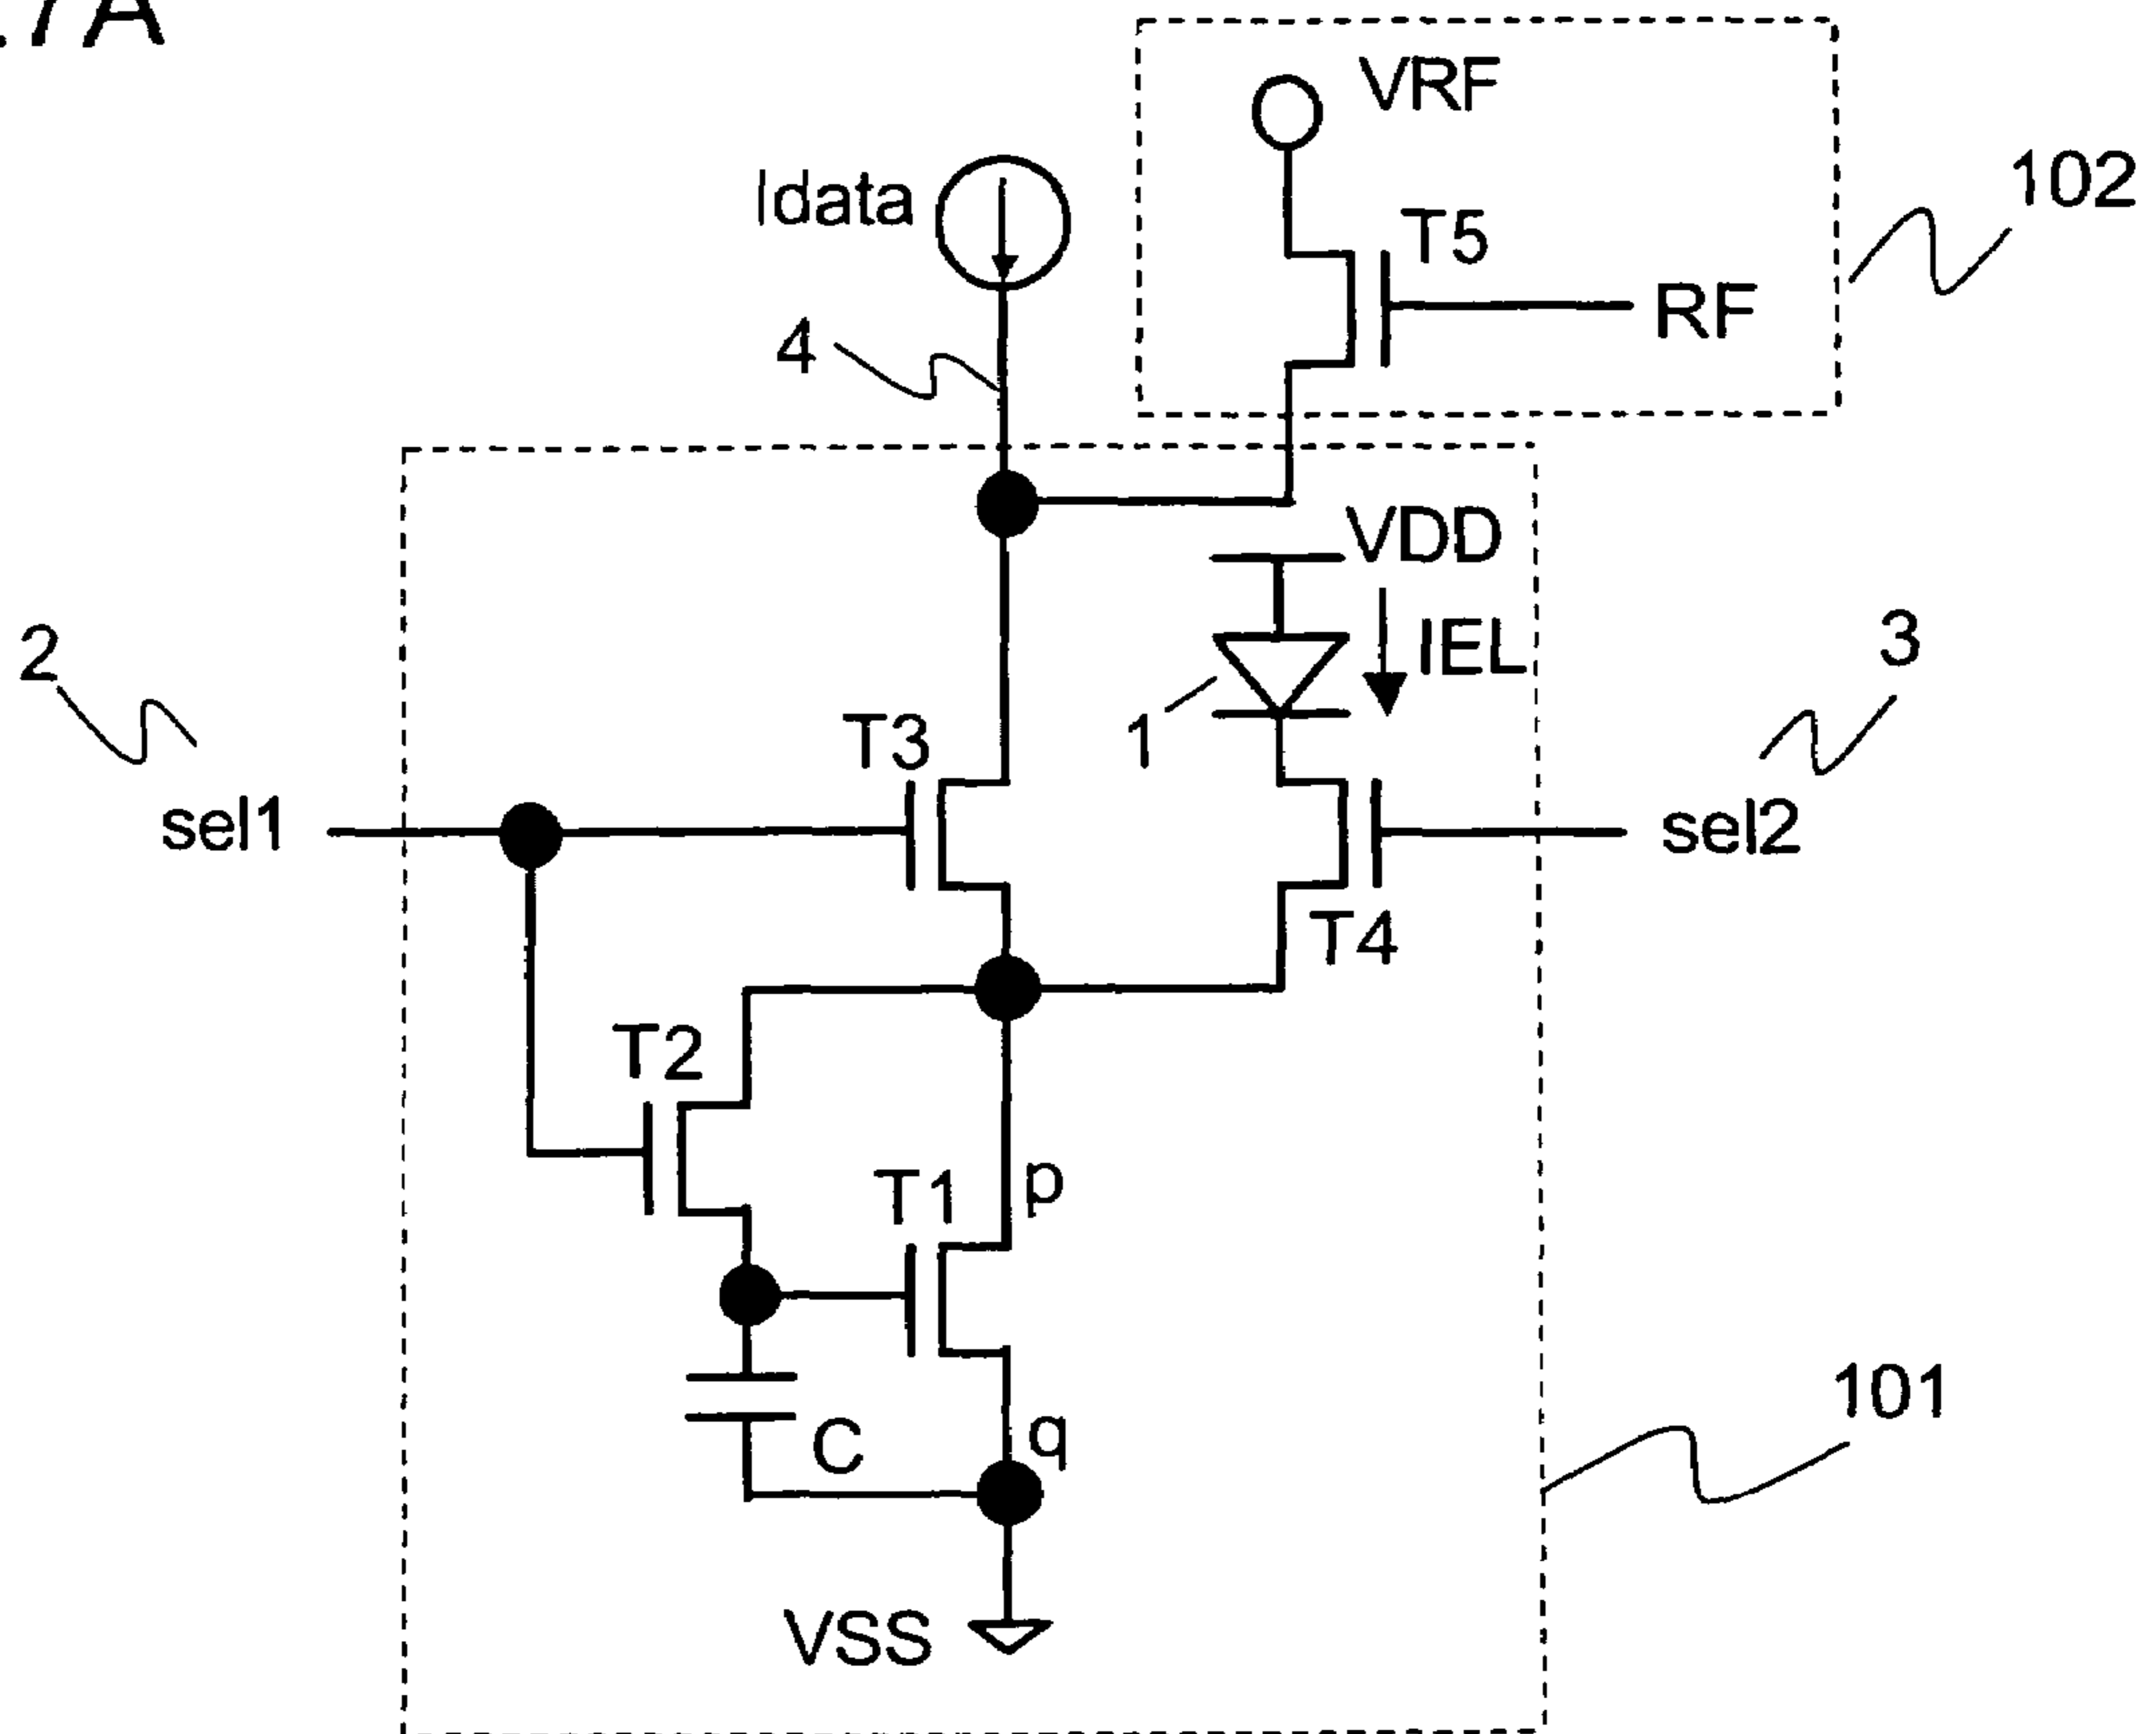 .7A
VRF
Idata
102
T5
RF
4
VDD
IEL
2
3
T3
1
sel1
sel2
T4
T2
T1
p
101
C
q
VSS